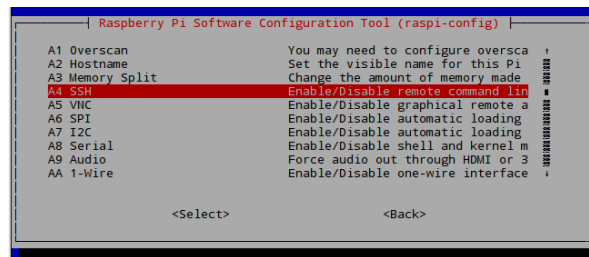 Raspberry Pi Software Configuration Tool (raspi-config)
A1 Overscan You may need to configure oversca
A2 Hostname Set the visible name for this Pi
A3 Memory Split Change the amount of memory made
A4 SSH Enable/Disable remote command lin
A5 VNC Enable/Disable graphical remote a
A6 SPI Enable/Disable automatic loading
A7 I2C Enable/Disable automatic loading
A8 Serial Enable/Disable shell and kernel m
A9 Audio Force audio out through HDMI or 3
AA 1-Wire Enable/Disable one-wire interface
<Select> <Back>